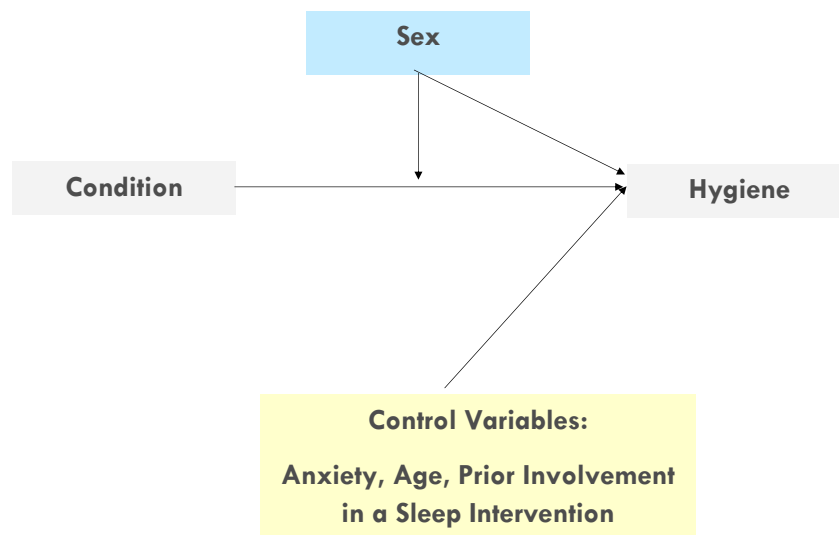 Sex
Condition
Hygiene
Control Variables:
Anxiety, Age, Prior Involvement
in a Sleep Intervention